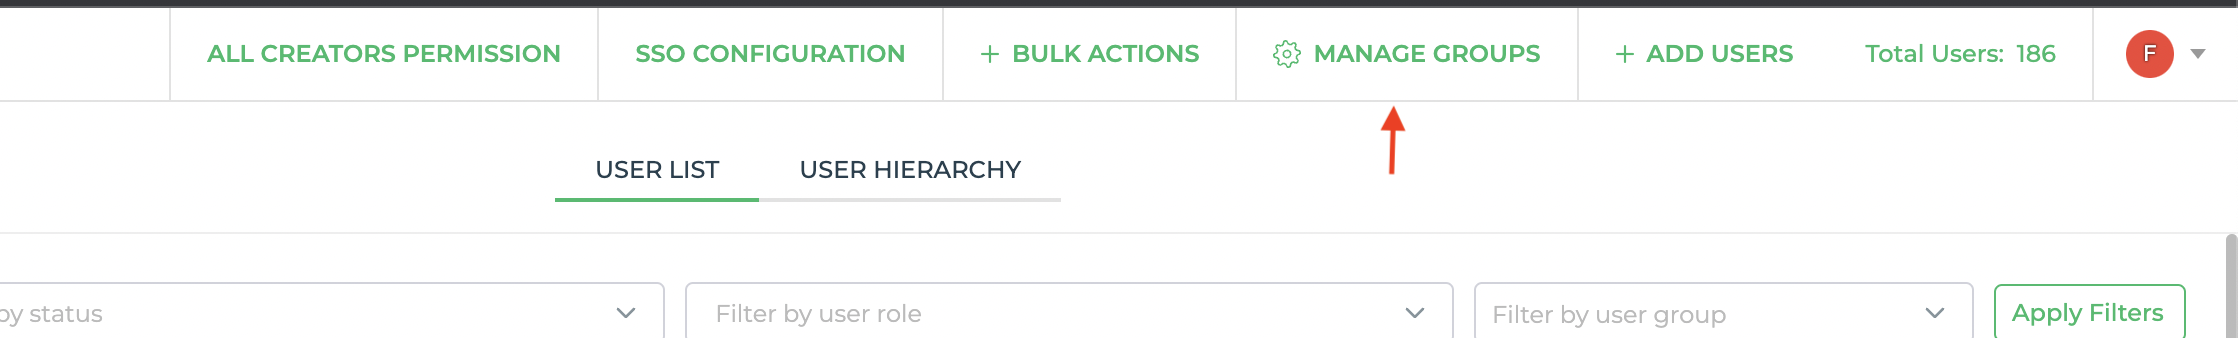 ALL CREATORS PERMISSION
SSO CONFIGURATION
+ BULK ACTIONS
MANAGE GROUPS
+ ADD USERS
Total Users: 186
F
USER LIST
USER HIERARCHY
by status
Filter by user role
Filter by user group
Apply Filters